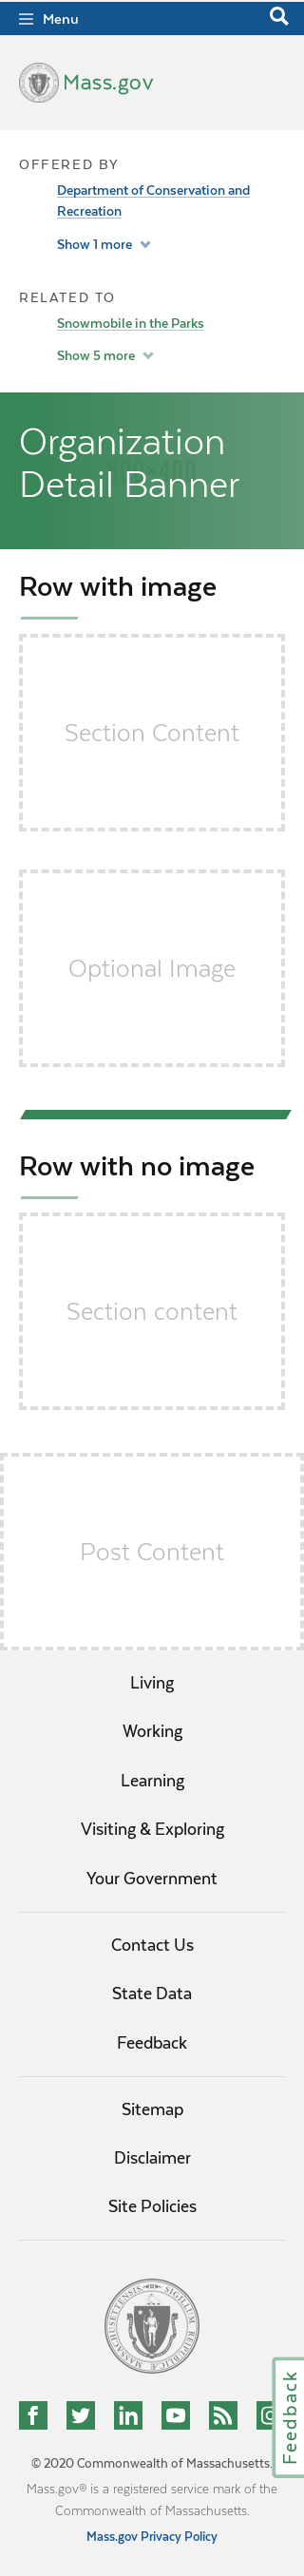 Menu
Mass.gov
OFFERED BY
Department of Conservation and
Recreation
Show 1 more
RELATED TO
Snowmobile in the Parks
Show 5 more
Organization
Detail Banner
Row with image
Section Content
Optional Image
Row with no image
Section content
Post Content
Living
Working
Learning
Visiting & Exploring
Your Government
Contact Us
State Data
Feedback
Sitemap
Disclaimer
Site Policies
Feedback
© 2020 Commonwealth of Massachusetts.
Mass.gov® is a registered service mark of the
Commonwealth of Massachusetts.
Mass.gov Privacy Policy